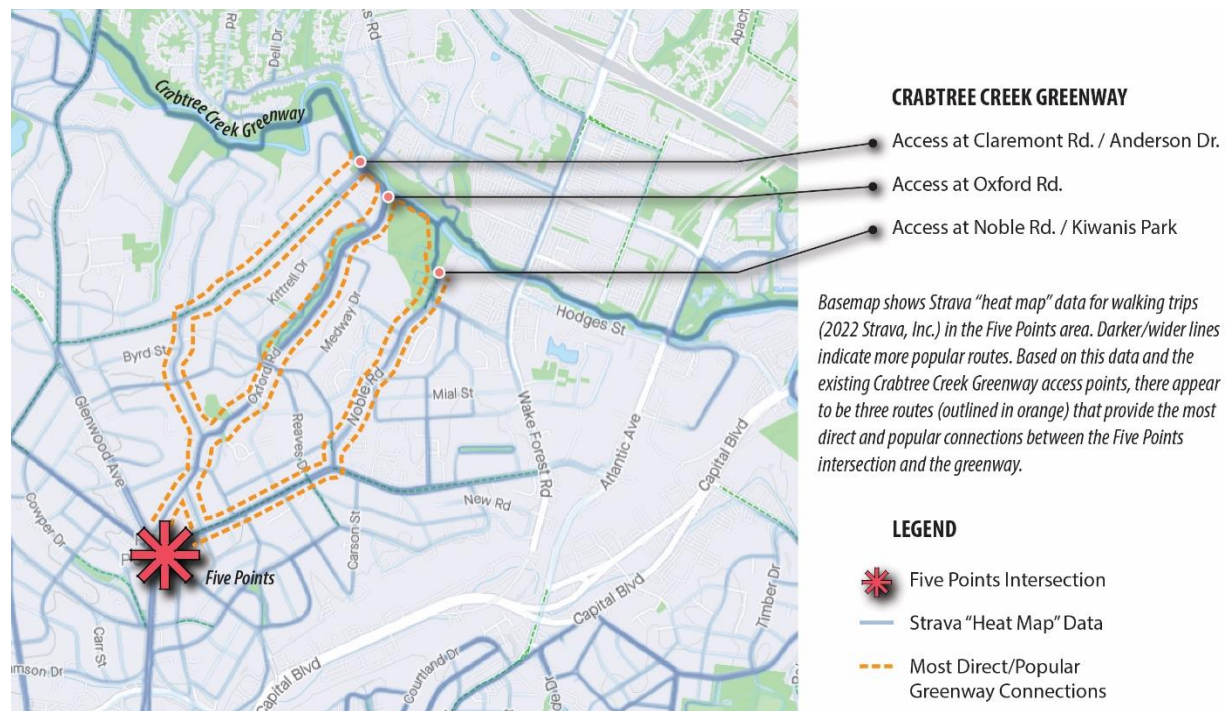 Rd
Dell Dr
s Rd
Apach
Crabtree Creek Greenway
Kittrell Dr
Medway Dr
Hodges St
Byrd St
Oxford Rd
Noble Rd
Mial St
Glenwood Ave
Reaves Dr
Wake Forest Rd
Atlantic Ave
Capital Blvd
New Rd
Cowper Dr
Carson St
P
Five Points
Capital Blvd
Timber Dr
Carr St
amson Dr
Capital Blvd
Courtland Dr
CRABTREE CREEK GREENWAY
Access at Claremont Rd. / Anderson Dr.
Access at Oxford Rd.
Access at Noble Rd. / Kiwanis Park
Basemap shows Strava “heat map” data for walking trips
(2022 Strava, Inc.) in the Five Points area. Darker/wider lines
indicate more popular routes. Based on this data and the
existing Crabtree Creek Greenway access points, there appear
to be three routes (outlined in orange) that provide the most
direct and popular connections between the Five Points
intersection and the greenway.
LEGEND
Five Points Intersection
Strava “Heat Map” Data
Most Direct/Popular
Greenway Connections